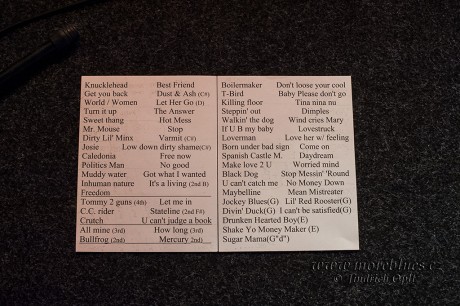 Knucklehead Best Friend
Get you back Dust & Ash (C#)
World / Women Let Her Go (D)
Turn it up The Answer
Sweet thang Hot Mess
Mr. Mouse Stop
Dirty Lil' Minx Varmit (C#)
Josie Low down dirty shame(C#)
Caledonia Free now
Politics Man No good
Muddy water Got what I wanted
Inhuman nature It's a living (2nd B)
Freedom
Tommy 2 guns (4th) Let me in
C.C. rider Stateline (2nd F#)
Crutch U can't judge a book
All mine (3rd) How long (3rd)
Bullfrog (2nd) Mercury 2nd
Boilermaker Don't loose your cool
T-Bird Baby Please don't go
Killing floor Tina nina nu
Steppin' out Dimples
Walkin' the dog Wind cries Mary
If U B my baby Lovestruck
Loverman Love her w/ feeling
Born under bad sign Come on
Spanish Castle M. Daydream
Make love 2 U Worried mind
Black Dog Stop Messin' 'Round
U can't catch me No Money Down
Maybelline Mean Mistreater
Jockey Blues(G) Lil' Red Rooster(G)
Divin' Duck(G) I can't be satisfied(G)
Drunken Hearted Boy(E)
Shake Yo Money Maker (E)
Sugar Mama(G"d")
www.moreblues.cz
© Jindřich Oplt